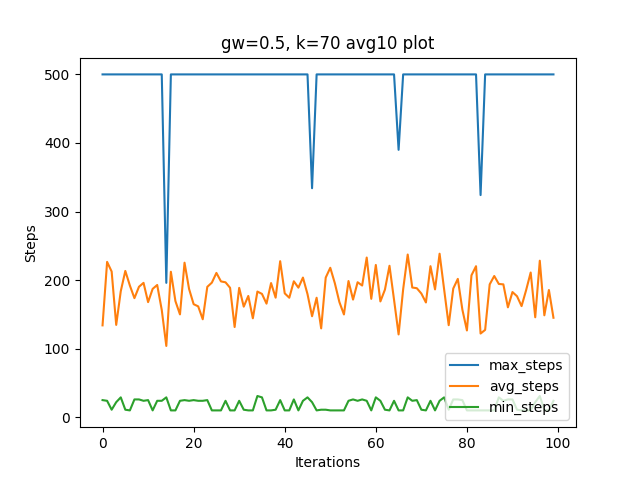 gw=0.5, k=70 avg10 plot
500
400
300
200
100
0
Steps
0 20 40 60 80 100
Iterations
max_steps
avg_steps
min_steps